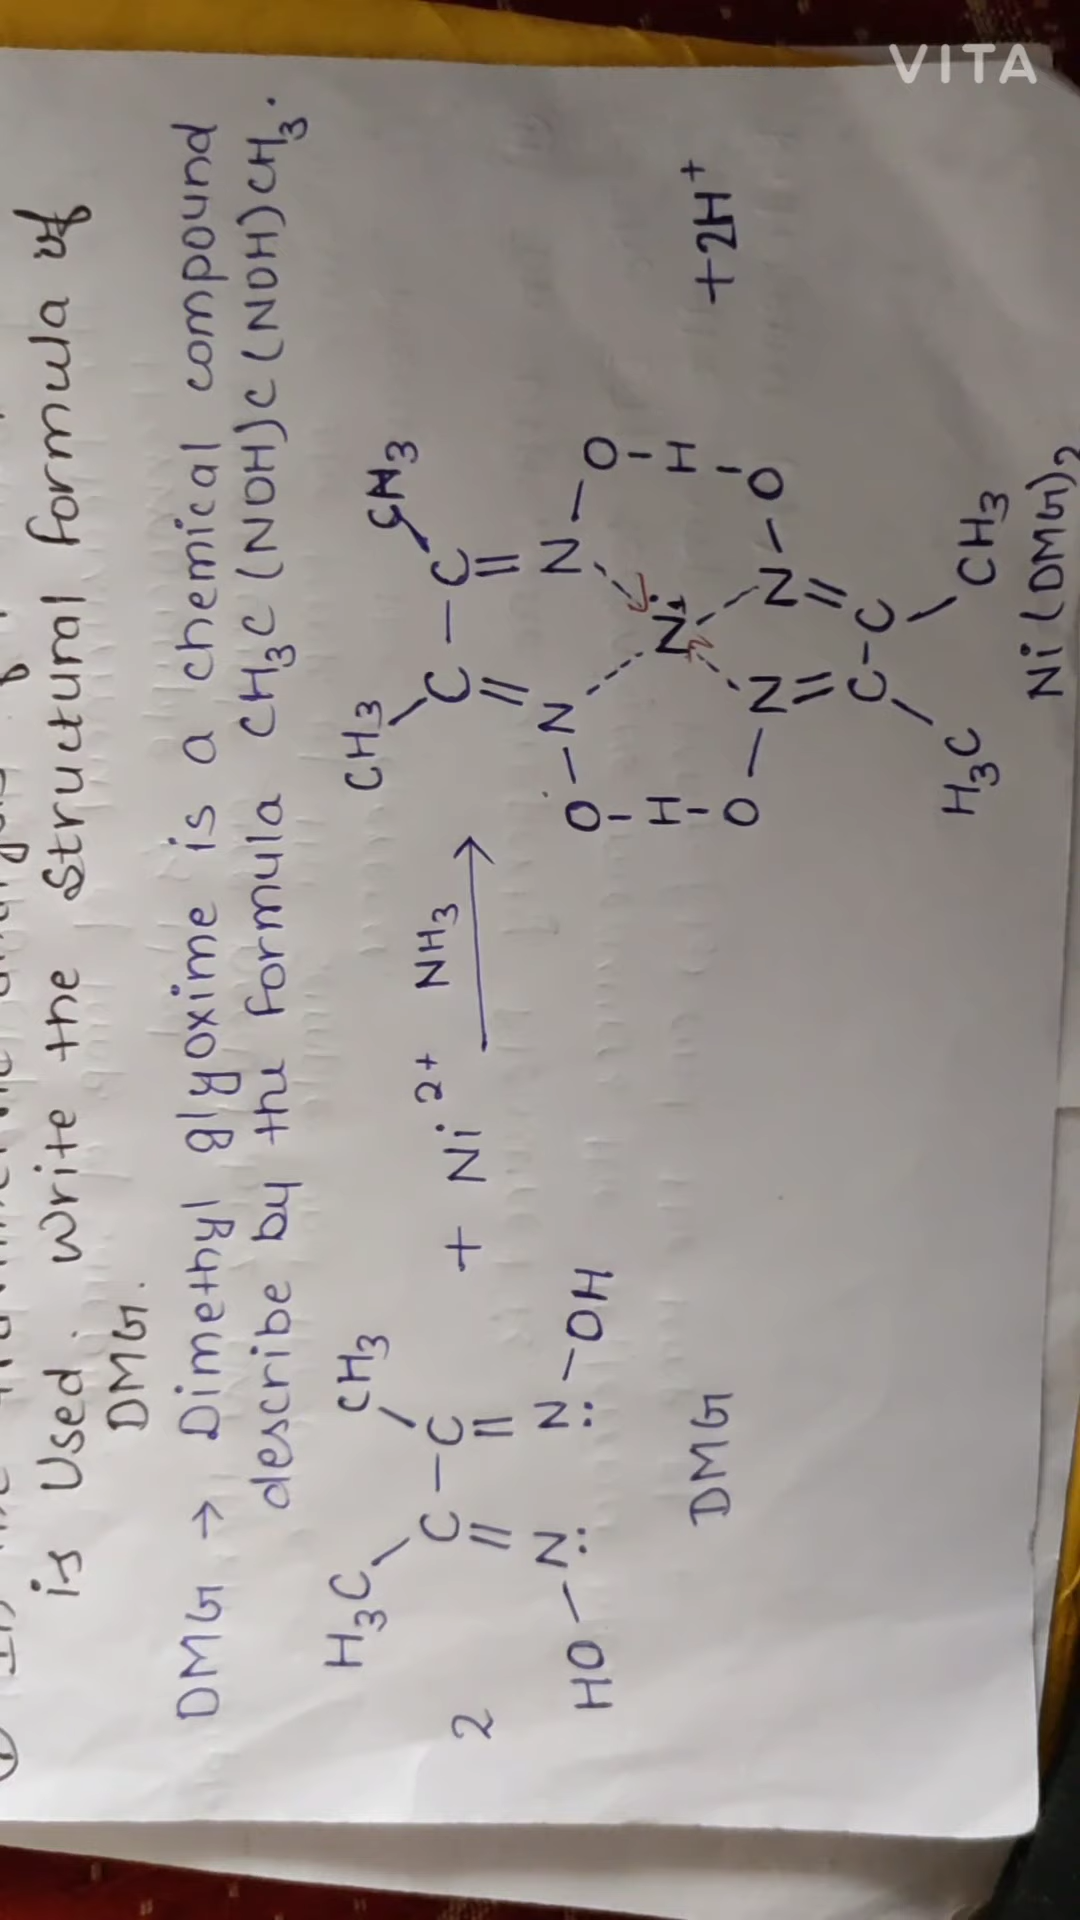 is Used. write the structural formula of
DMG.
DMG → Dimethyl glyoxime is a chemical compound
describe by the formula CH3C(NOH)C(NOH)CH3.
H3C CH3
C – C
2 HO – N: N: – OH
DMG
+ Ni 2+ NH3 →
CH3 CH3
C – C
O – N N – O
H Ni H
O – N N – O
C – C
H3C CH3
Ni(DMG)2
+2H+
VITA